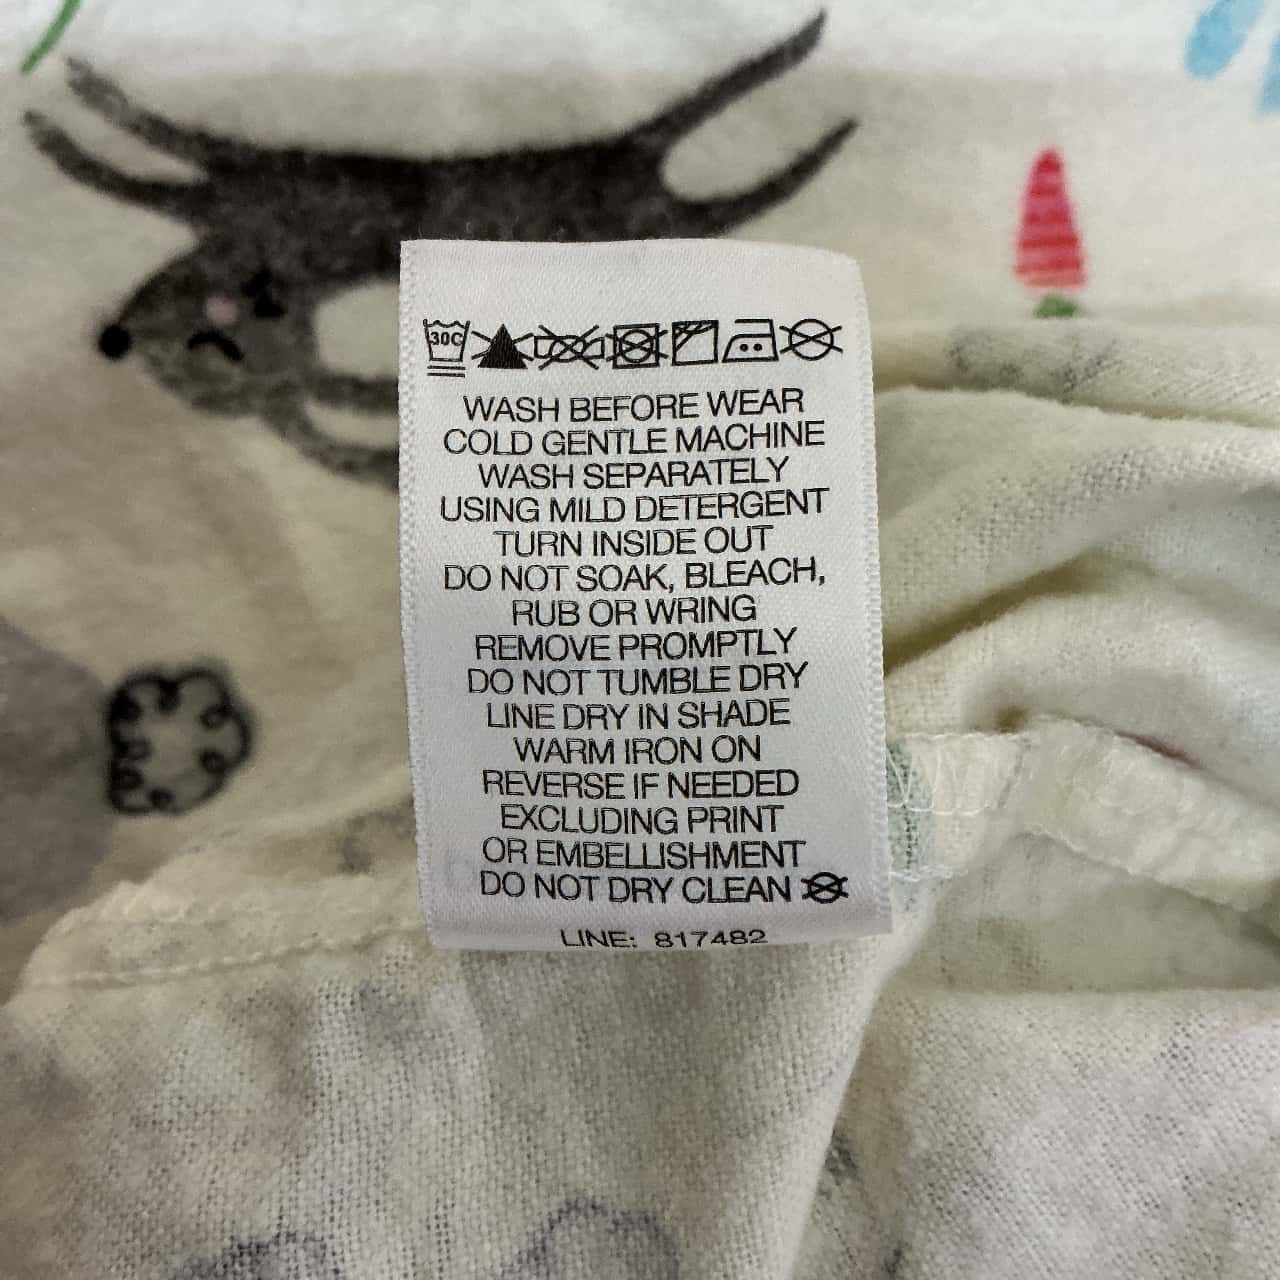 30C
WASH BEFORE WEAR
COLD GENTLE MACHINE
WASH SEPARATELY
USING MILD DETERGENT
TURN INSIDE OUT
DO NOT SOAK, BLEACH,
RUB OR WRING
REMOVE PROMPTLY
DO NOT TUMBLE DRY
LINE DRY IN SHADE
WARM IRON ON
REVERSE IF NEEDED
EXCLUDING PRINT
OR EMBELLISHMENT
DO NOT DRY CLEAN
LINE: 817482